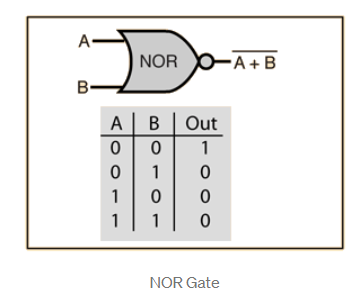 A
NOR
A + B
B
A B Out
0 0 1
0 1 0
1 0 0
1 1 0
NOR Gate